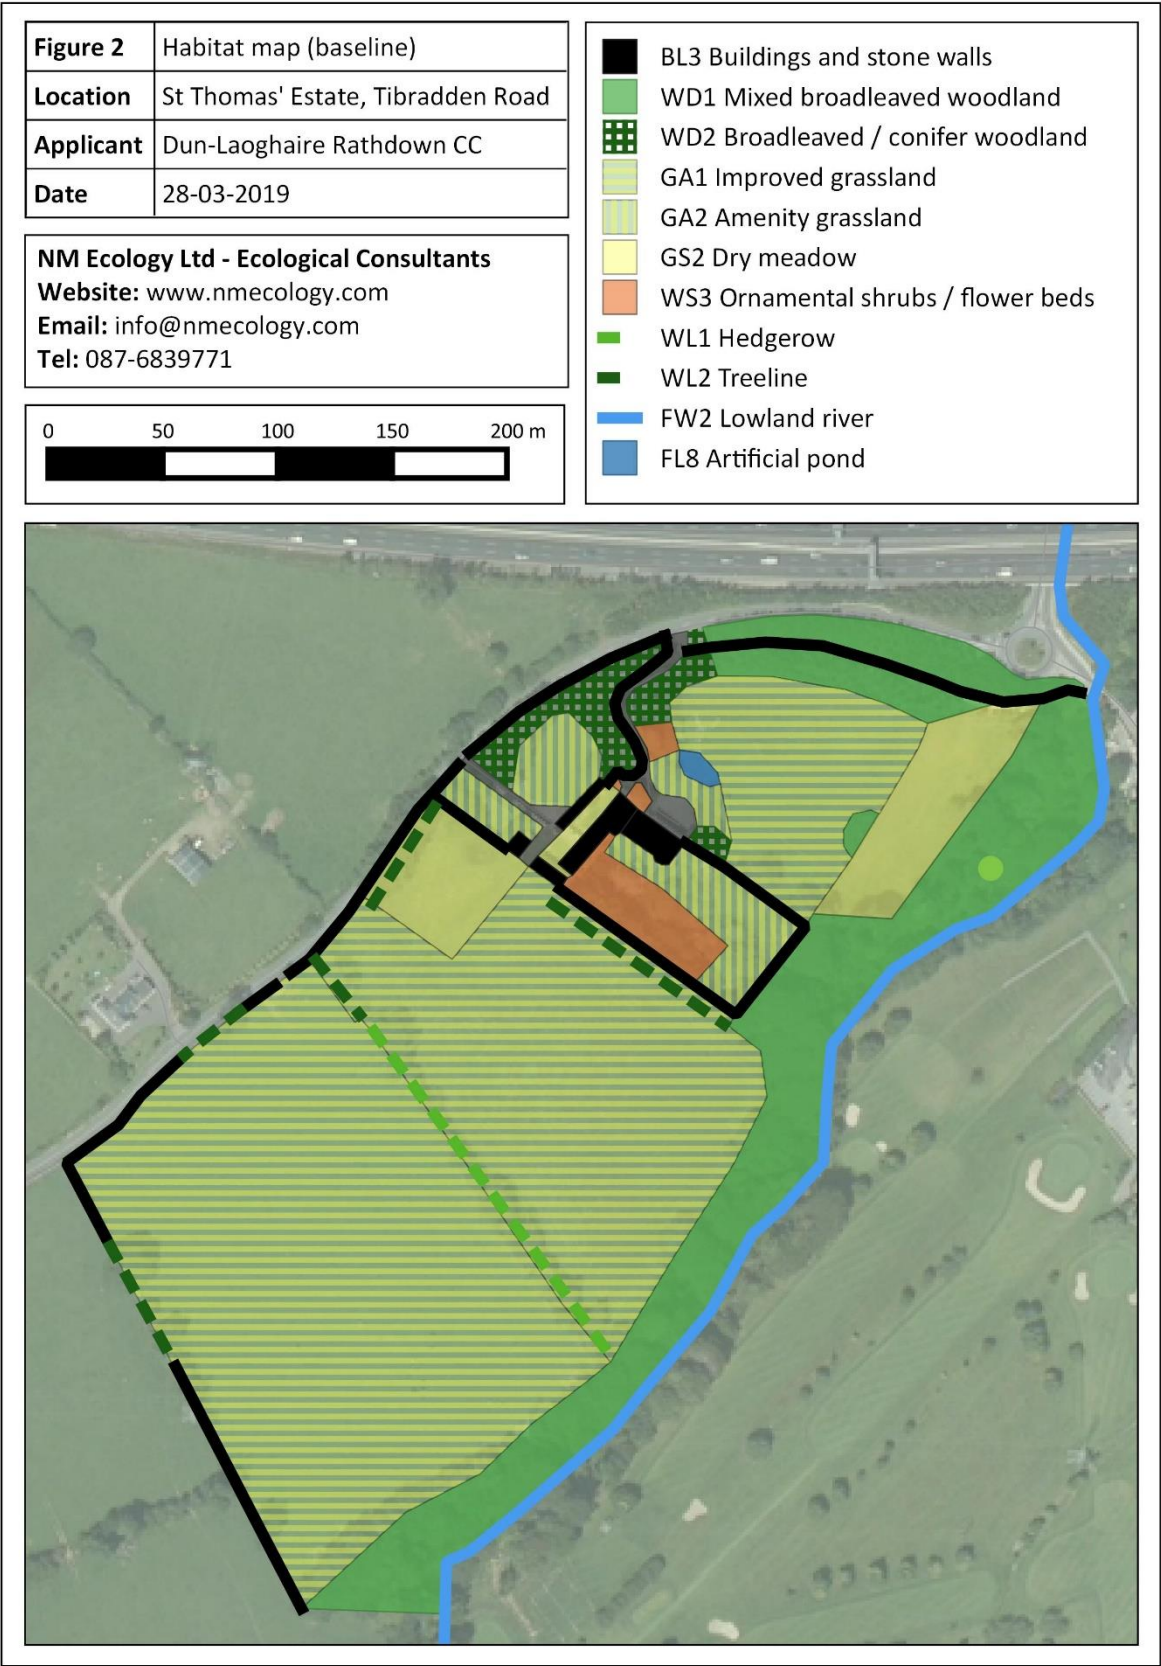 Figure 2 Habitat map (baseline)
Location St Thomas' Estate, Tibradden Road
Applicant Dun-Laoghaire Rathdown CC
Date 28-03-2019
NM Ecology Ltd - Ecological Consultants
Website: www.nmecology.com
Email: info@nmecology.com
Tel: 087-6839771
0 50 100 150 200 m
BL3 Buildings and stone walls
WD1 Mixed broadleaved woodland
WD2 Broadleaved / conifer woodland
GA1 Improved grassland
GA2 Amenity grassland
GS2 Dry meadow
WS3 Ornamental shrubs / flower beds
WL1 Hedgerow
WL2 Treeline
FW2 Lowland river
FL8 Artificial pond